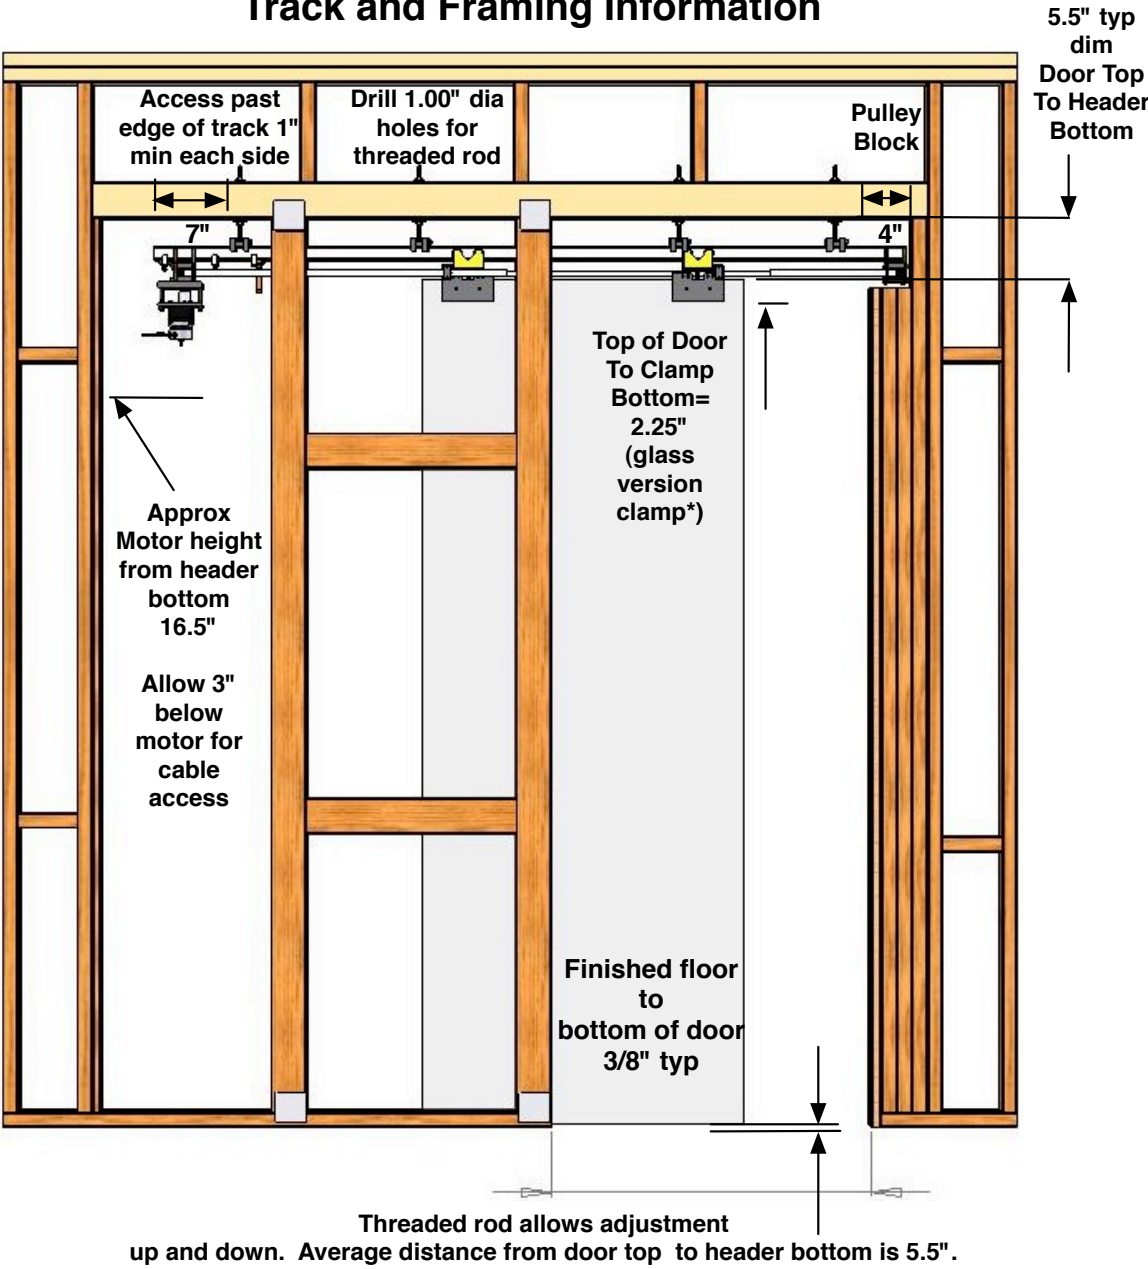 Track and Framing Information
5.5" typ
dim
Door Top
To Header
Bottom
Access past
edge of track 1"
min each side
Drill 1.00" dia
holes for
threaded rod
Pulley
Block
7"
4"
Top of Door
To Clamp
Bottom=
2.25"
(glass
version
clamp*)
Approx
Motor height
from header
bottom
16.5"
Allow 3"
below
motor for
cable
access
Finished floor
to
bottom of door
3/8" typ
Threaded rod allows adjustment
up and down. Average distance from door top to header bottom is 5.5".